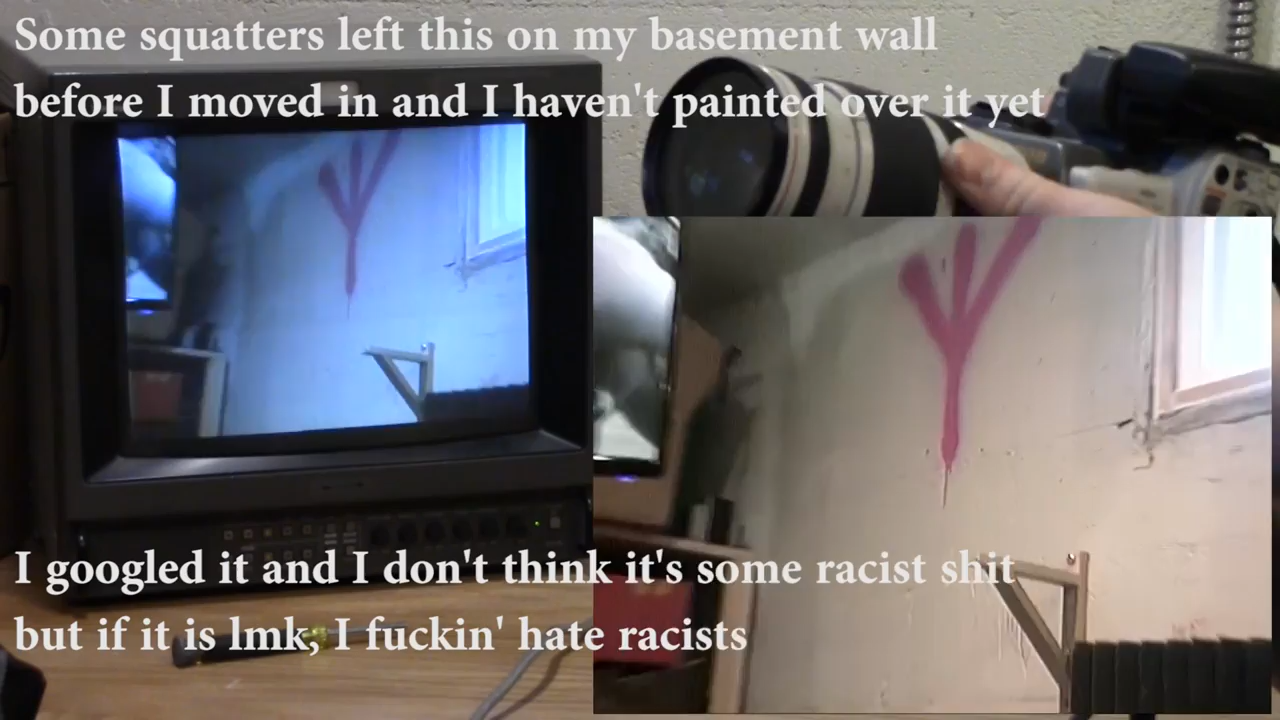 Some squatters left this on my basement wall
before I moved in and I haven't painted over it yet
I googled it and I don't think it's some racist shit
but if it is lmk, I fuckin' hate racists